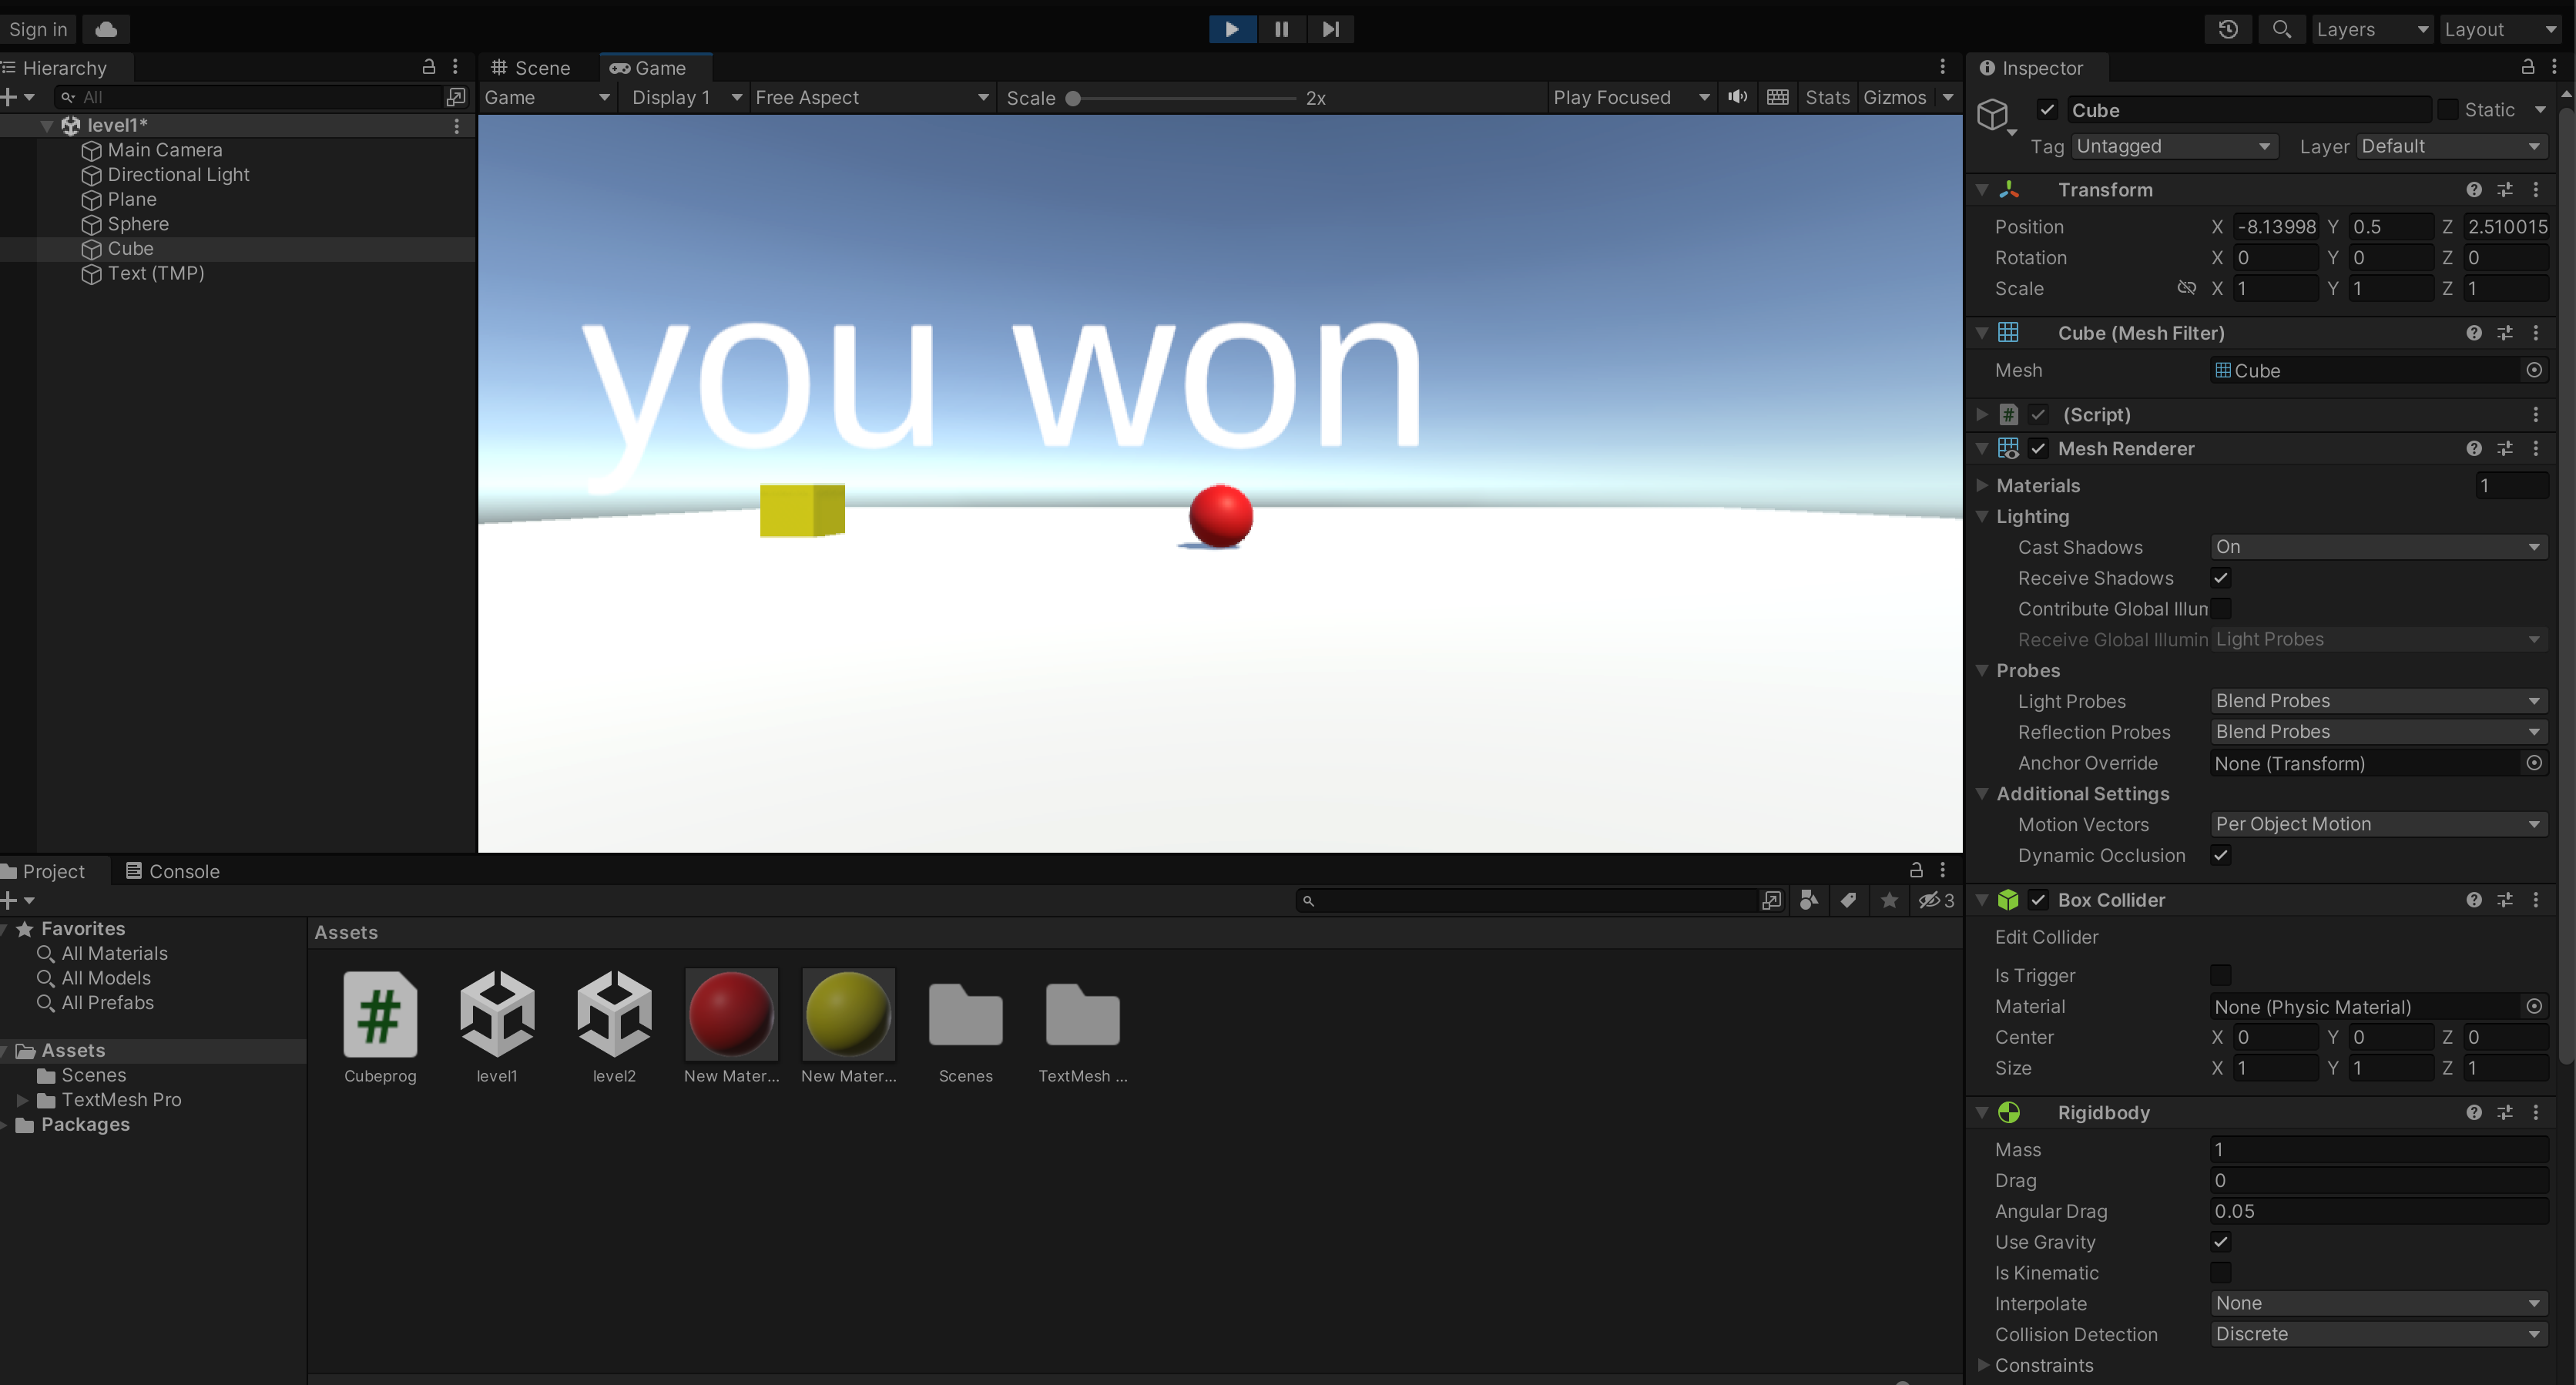 Sign in
Layers
Layout
Hierarchy
All
level1*
Main Camera
Directional Light
Plane
Sphere
Cube
Text (TMP)
Scene
Game
Game
Display 1
Free Aspect
Scale
2x
Play Focused
Stats
Gizmos
you won
Inspector
Cube
Static
Tag Untagged
Layer Default
Transform
Position X -8.13998 Y 0.5 Z 2.510015
Rotation X 0 Y 0 Z 0
Scale X 1 Y 1 Z 1
Cube (Mesh Filter)
Mesh Cube
# (Script)
Mesh Renderer
Materials 1
Lighting
Cast Shadows On
Receive Shadows
Contribute Global Illun
Receive Global Illumin Light Probes
Probes
Light Probes Blend Probes
Reflection Probes Blend Probes
Anchor Override None (Transform)
Additional Settings
Motion Vectors Per Object Motion
Dynamic Occlusion
Box Collider
Edit Collider
Is Trigger
Material None (Physic Material)
Center X 0 Y 0 Z 0
Size X 1 Y 1 Z 1
Rigidbody
Mass 1
Drag 0
Angular Drag 0.05
Use Gravity
Is Kinematic
Interpolate None
Collision Detection Discrete
Constraints
Project
Console
3
Favorites
All Materials
All Models
All Prefabs
Assets
Scenes
TextMesh Pro
Packages
Assets
#
Cubeprog
level1
level2
New Mater...
New Mater...
Scenes
TextMesh ...